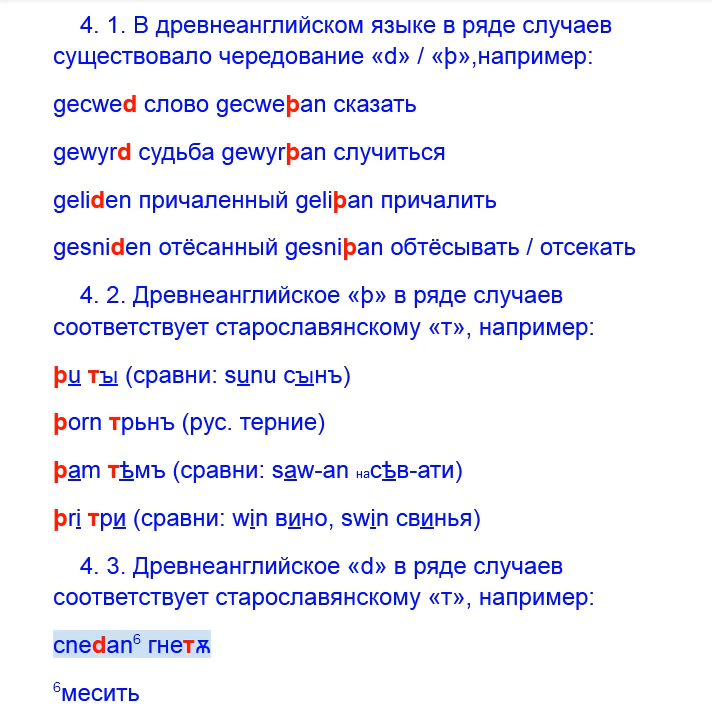 4. 1. В древнеанглийском языке в ряде случаев
существовало чередование «d» / «þ»,например:
gecwed слово gecweþan сказать
gewyrd судьба gewyrþan случиться
geliden причаленный geliþan причалить
gesniden отёсанный gesniþan обтёсывать / отсекать
4. 2. Древнеанглийское «þ» в ряде случаев
соответствует старославянскому «т», например:
þu ты (сравни: sunu сынъ)
þorn трьнъ (рус. терние)
þam тѣмъ (сравни: saw-an насѣв-ати)
þri три (сравни: win вино, swin свинья)
4. 3. Древнеанглийское «d» в ряде случаев
соответствует старославянскому «т», например:
cnedan⁶ гнетѫ
⁶месить